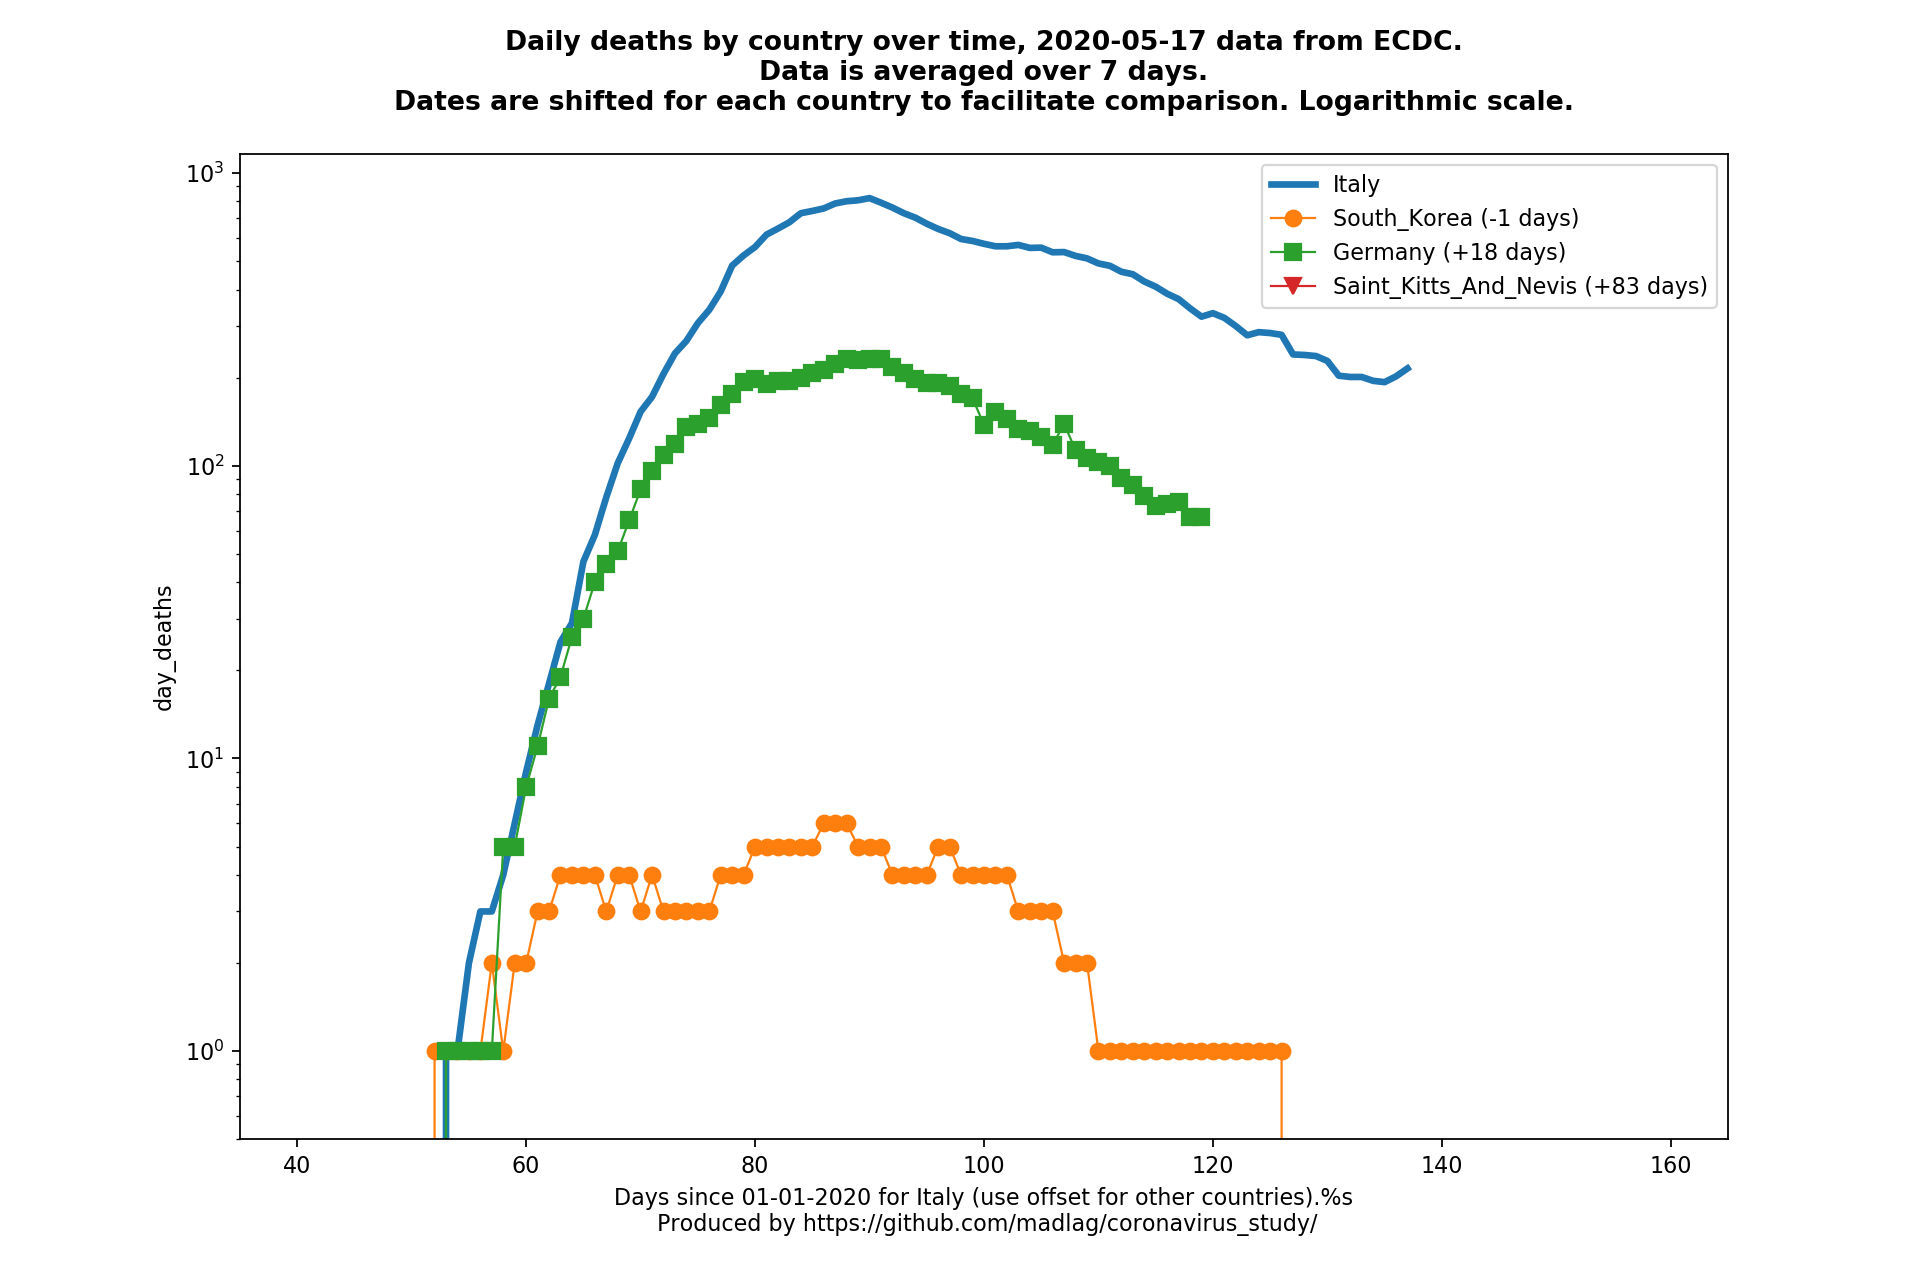 Daily deaths by country over time, 2020-05-17 data from ECDC.
Data is averaged over 7 days.
Dates are shifted for each country to facilitate comparison. Logarithmic scale.
10³
10²
10¹
10⁰
day_deaths
Italy
South_Korea (-1 days)
Germany (+18 days)
Saint_Kitts_And_Nevis (+83 days)
40 60 80 100 120 140 160
Days since 01-01-2020 for Italy (use offset for other countries).%s
Produced by https://github.com/madlag/coronavirus_study/